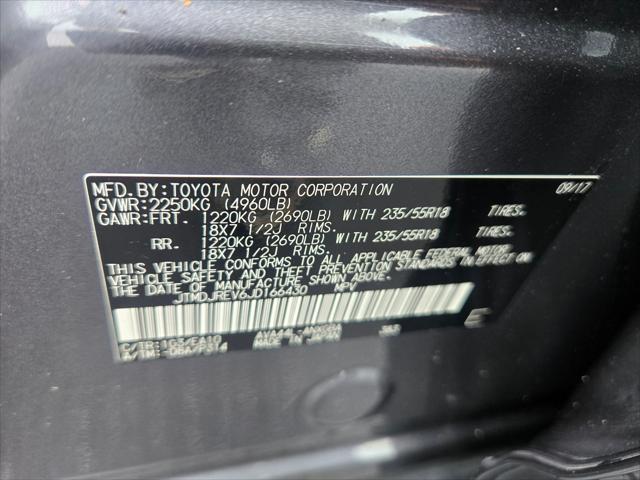 MFD. BY: TOYOTA MOTOR CORPORATION 09/17
GVWR: 2250KG (4960LB)
GAWR: FRT. 1220KG (2690LB) WITH 235/55R18 TIRES.
18X7 1/2J RIMS.
RR. 1220KG (2690LB) WITH 235/55R18 TIRES.
18X7 1/2J RIMS.
THIS VEHICLE CONFORMS TO ALL APPLICABLE FEDERAL MOTOR
VEHICLE SAFETY AND THEFT PREVENTION STANDARDS IN
EFFECT ON THE DATE OF MANUFACTURE SHOWN ABOVE.
JTMDJREV6JD166430 MPV
C/TR: 1G3/EA10
MADE IN JAPAN